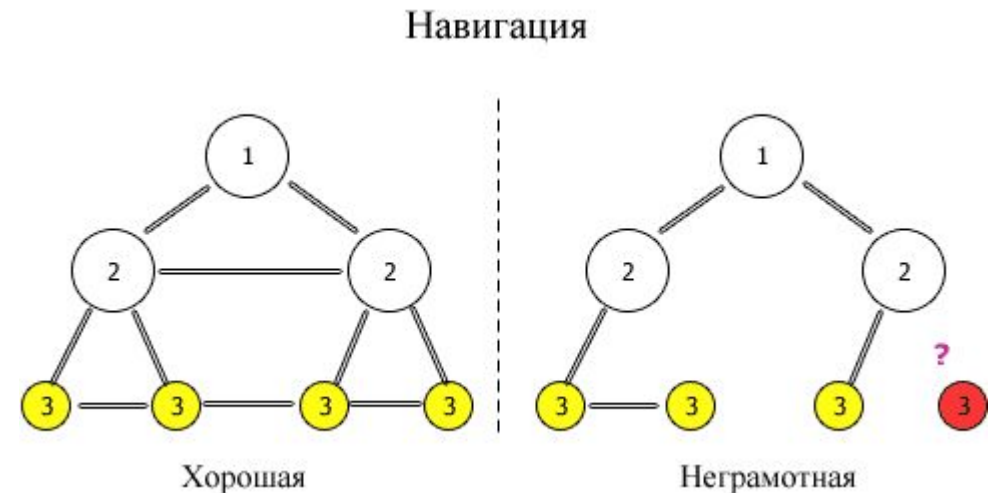 Навигация
1 1
2 2 2 2
?
3 3 3 3 3 3 3 3
Хорошая Неграмотная